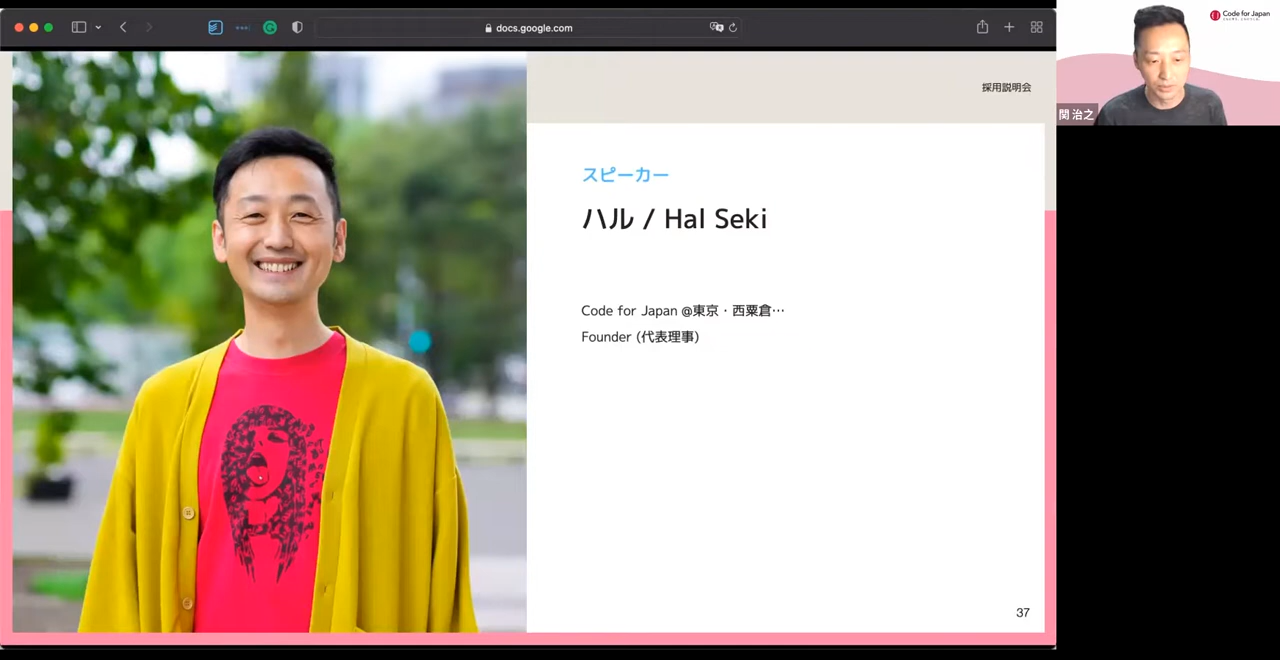 docs.google.com
Code for Japan
関 治之
採用説明会
スピーカー
ハル / Hal Seki
Code for Japan @東京・西粟倉…
Founder (代表理事)
37